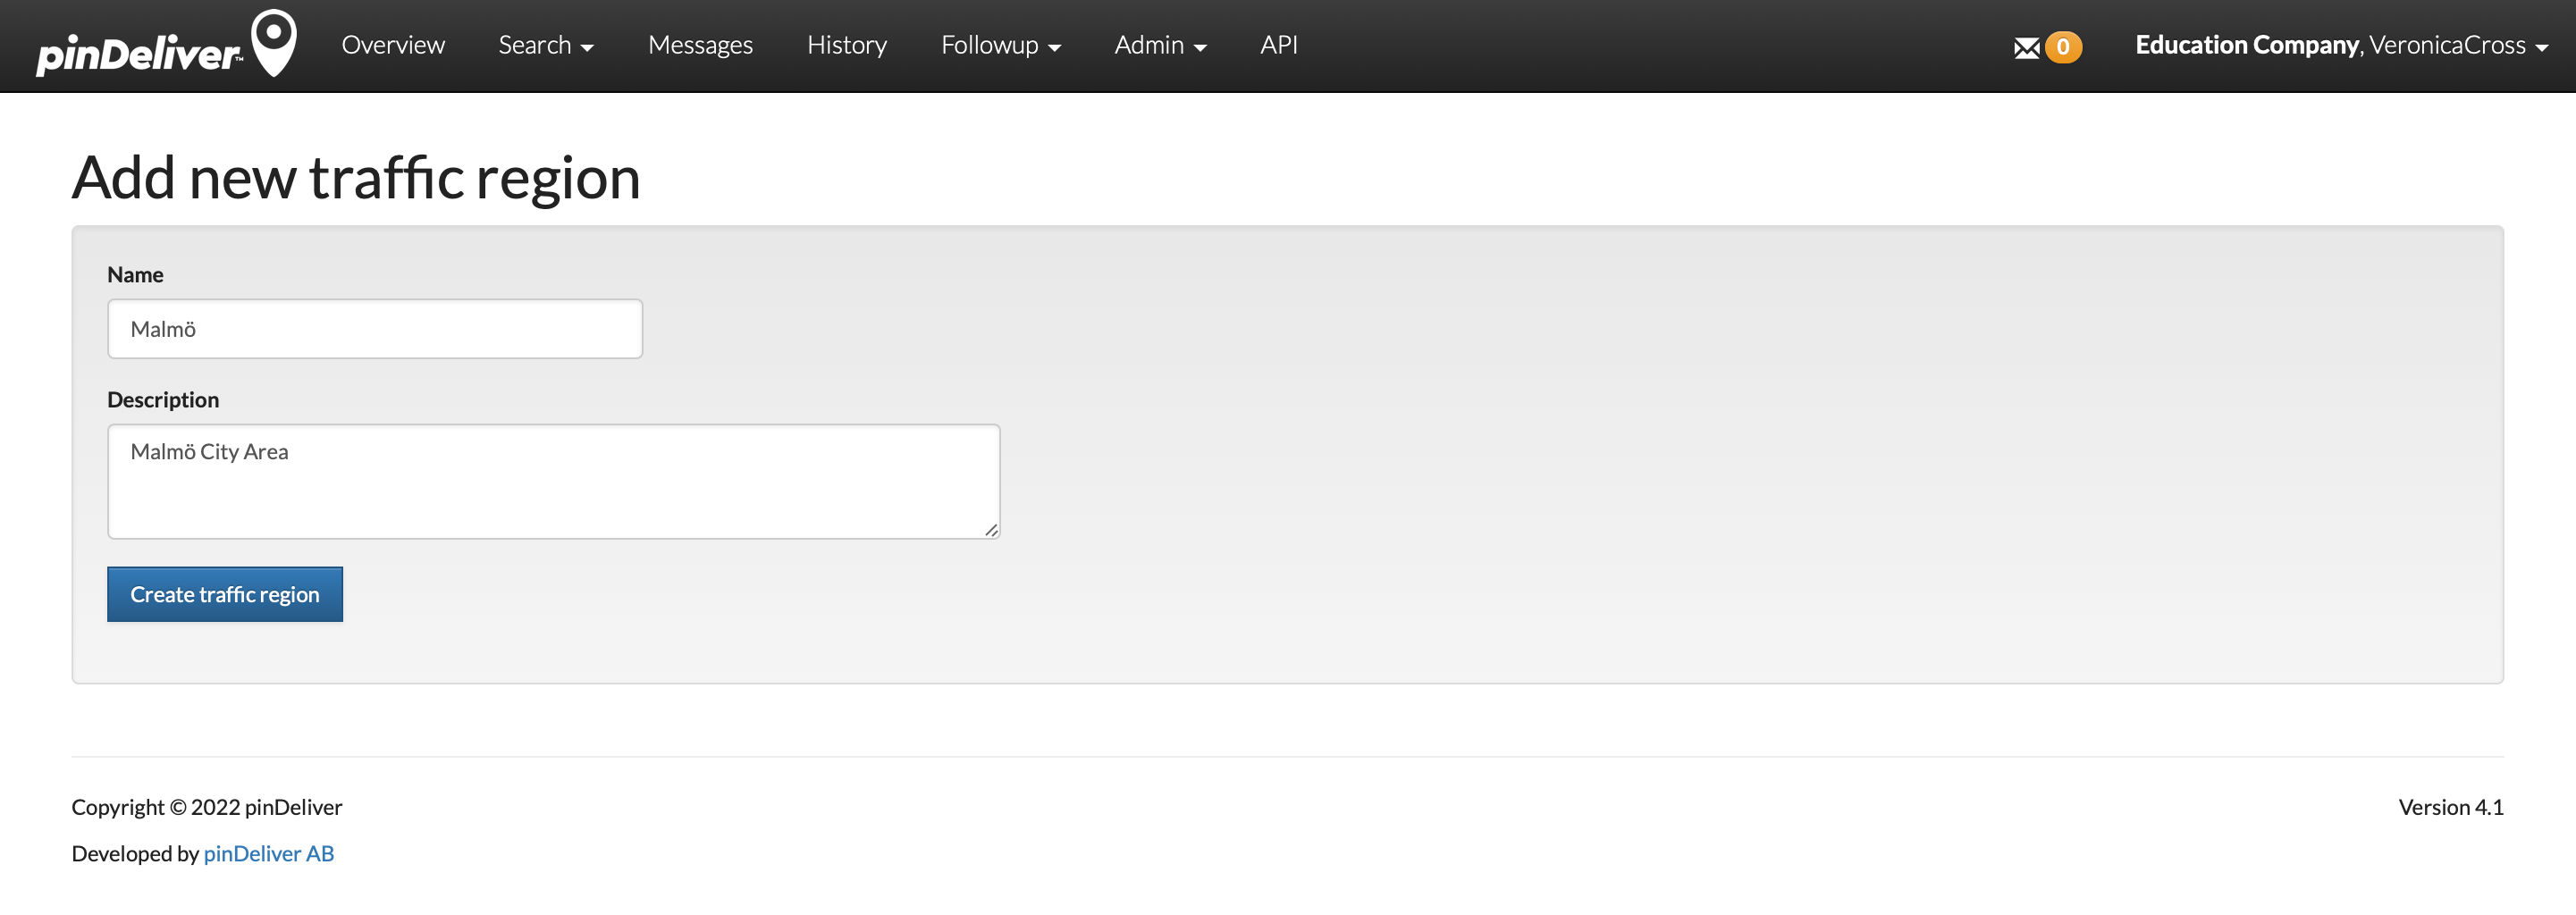 pinDeliver™ Overview Search Messages History Followup Admin API 0 Education Company, VeronicaCross
Add new traffic region
Name
Malmö
Description
Malmö City Area
Create traffic region
Copyright © 2022 pinDeliver Version 4.1
Developed by pinDeliver AB